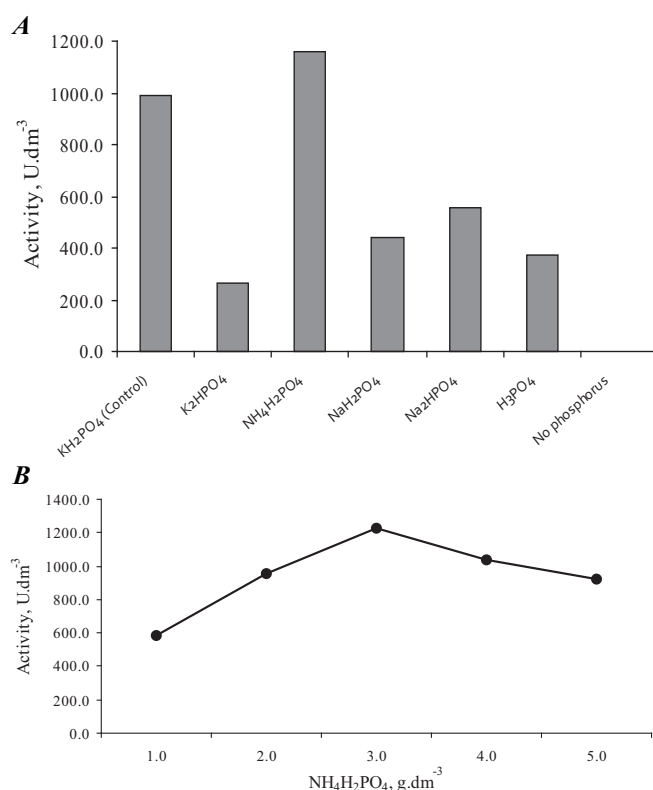 A
1200.0
1000.0
800.0
600.0
400.0
200.0
0.0
Activity, U.dm-3
KH2PO4 (Control)
K2HPO4
NH4H2PO4
NaH2PO4
Na2HPO4
H3PO4
No phosphorus
B
1400.0
1200.0
1000.0
800.0
600.0
400.0
200.0
0.0
Activity, U.dm-3
1.0 2.0 3.0 4.0 5.0
NH4H2PO4, g.dm-3